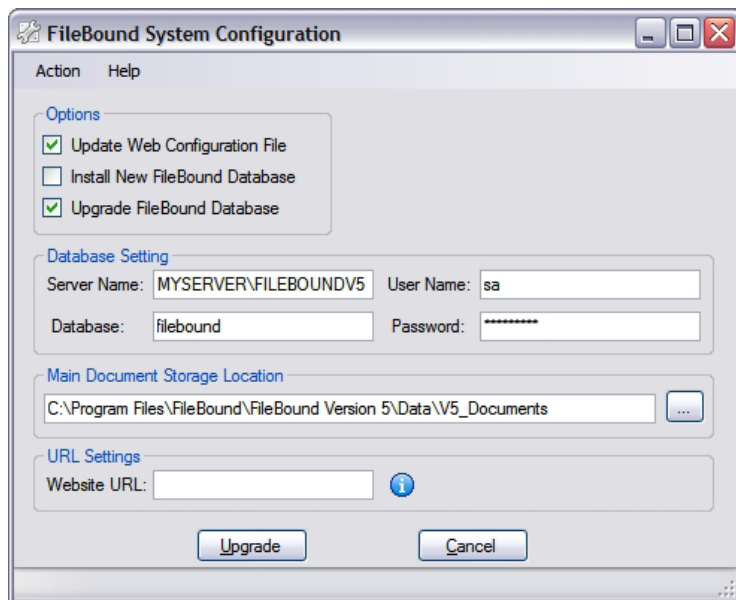 FileBound System Configuration
Action Help
Options
Update Web Configuration File
Install New FileBound Database
Upgrade FileBound Database
Database Setting
Server Name: MYSERVER\FILEBOUNDV5 User Name: sa
Database: filebound Password: *********
Main Document Storage Location
C:\Program Files\FileBound\FileBound Version 5\Data\V5_Documents ...
URL Settings
Website URL:
Upgrade Cancel